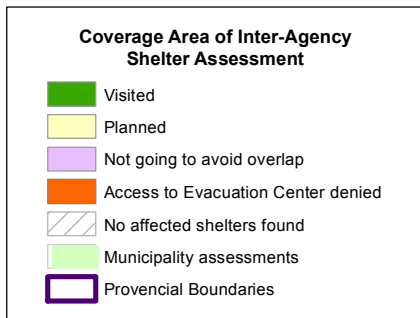 Coverage Area of Inter-Agency
Shelter Assessment
Visited
Planned
Not going to avoid overlap
Access to Evacuation Center denied
No affected shelters found
Municipality assessments
Provencial Boundaries